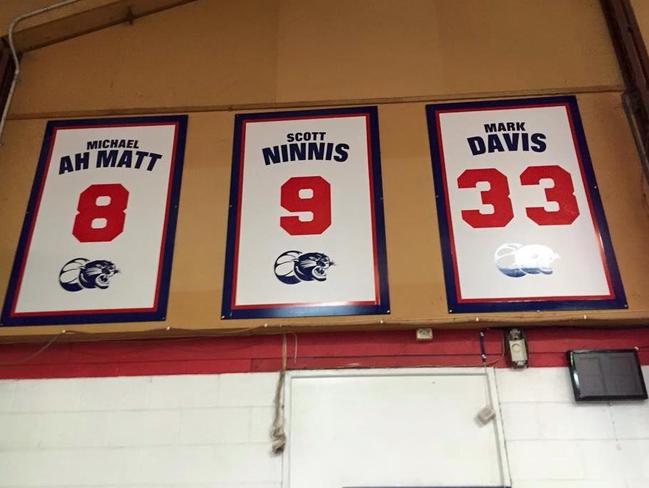 MICHAEL
AH MATT
8
SCOTT
NINNIS
9
MARK
DAVIS
33